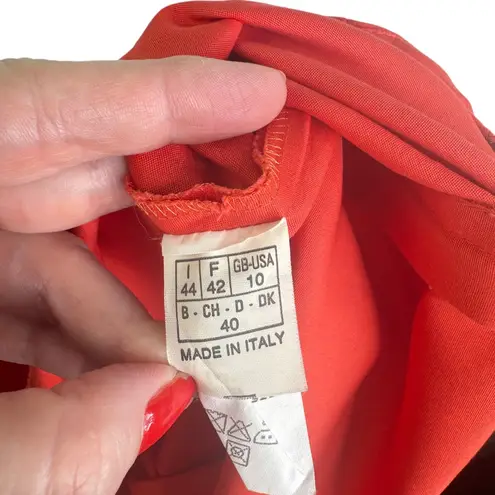 I F GB-USA
44 42 10
B - CH - D - DK
40
MADE IN ITALY